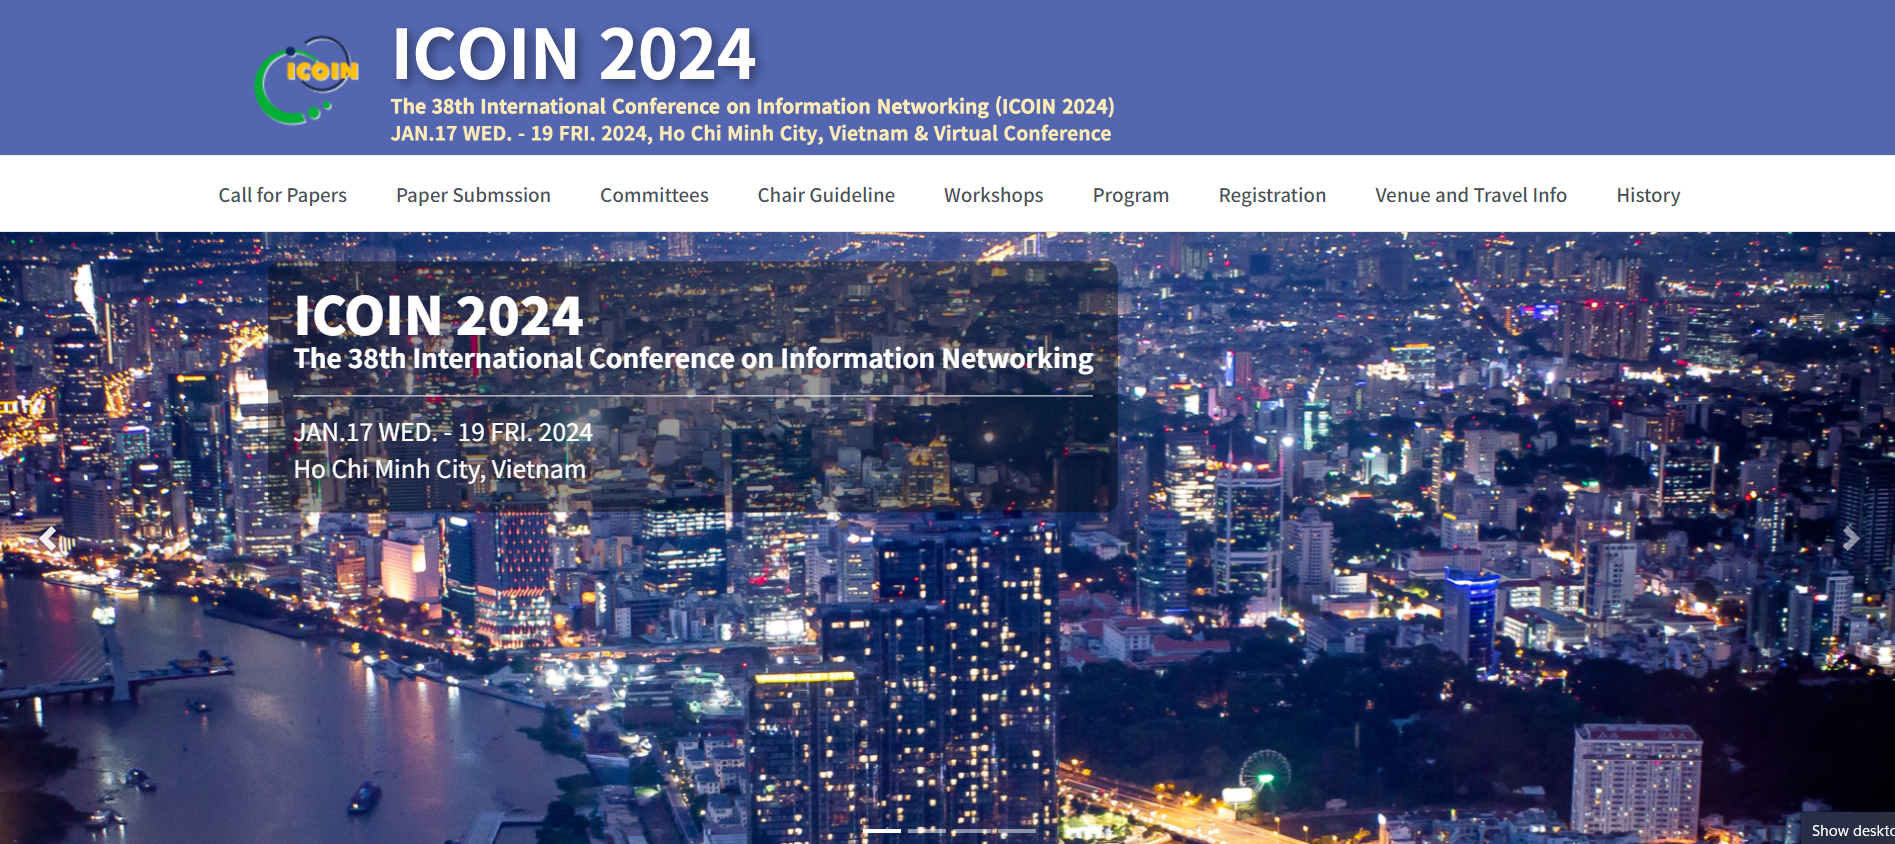 ICOIN
ICOIN 2024
The 38th International Conference on Information Networking (ICOIN 2024)
JAN.17 WED. - 19 FRI. 2024, Ho Chi Minh City, Vietnam & Virtual Conference
Call for Papers Paper Submssion Committees Chair Guideline Workshops Program Registration Venue and Travel Info History
ICOIN 2024
The 38th International Conference on Information Networking
JAN.17 WED. - 19 FRI. 2024
Ho Chi Minh City, Vietnam
Show deskto